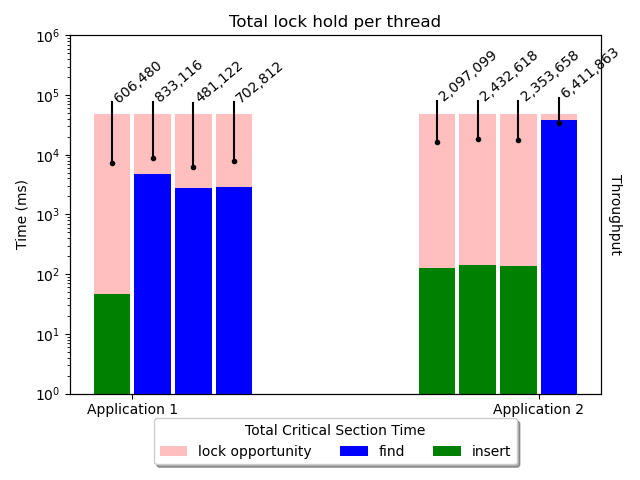 Total lock hold per thread
10^6
10^5
10^4
10^3
10^2
10^1
10^0
Time (ms)
606,480
833,116
481,122
702,812
2,097,099
2,432,618
2,353,658
6,411,863
Throughput
Application 1
Application 2
Total Critical Section Time
lock opportunity
find
insert